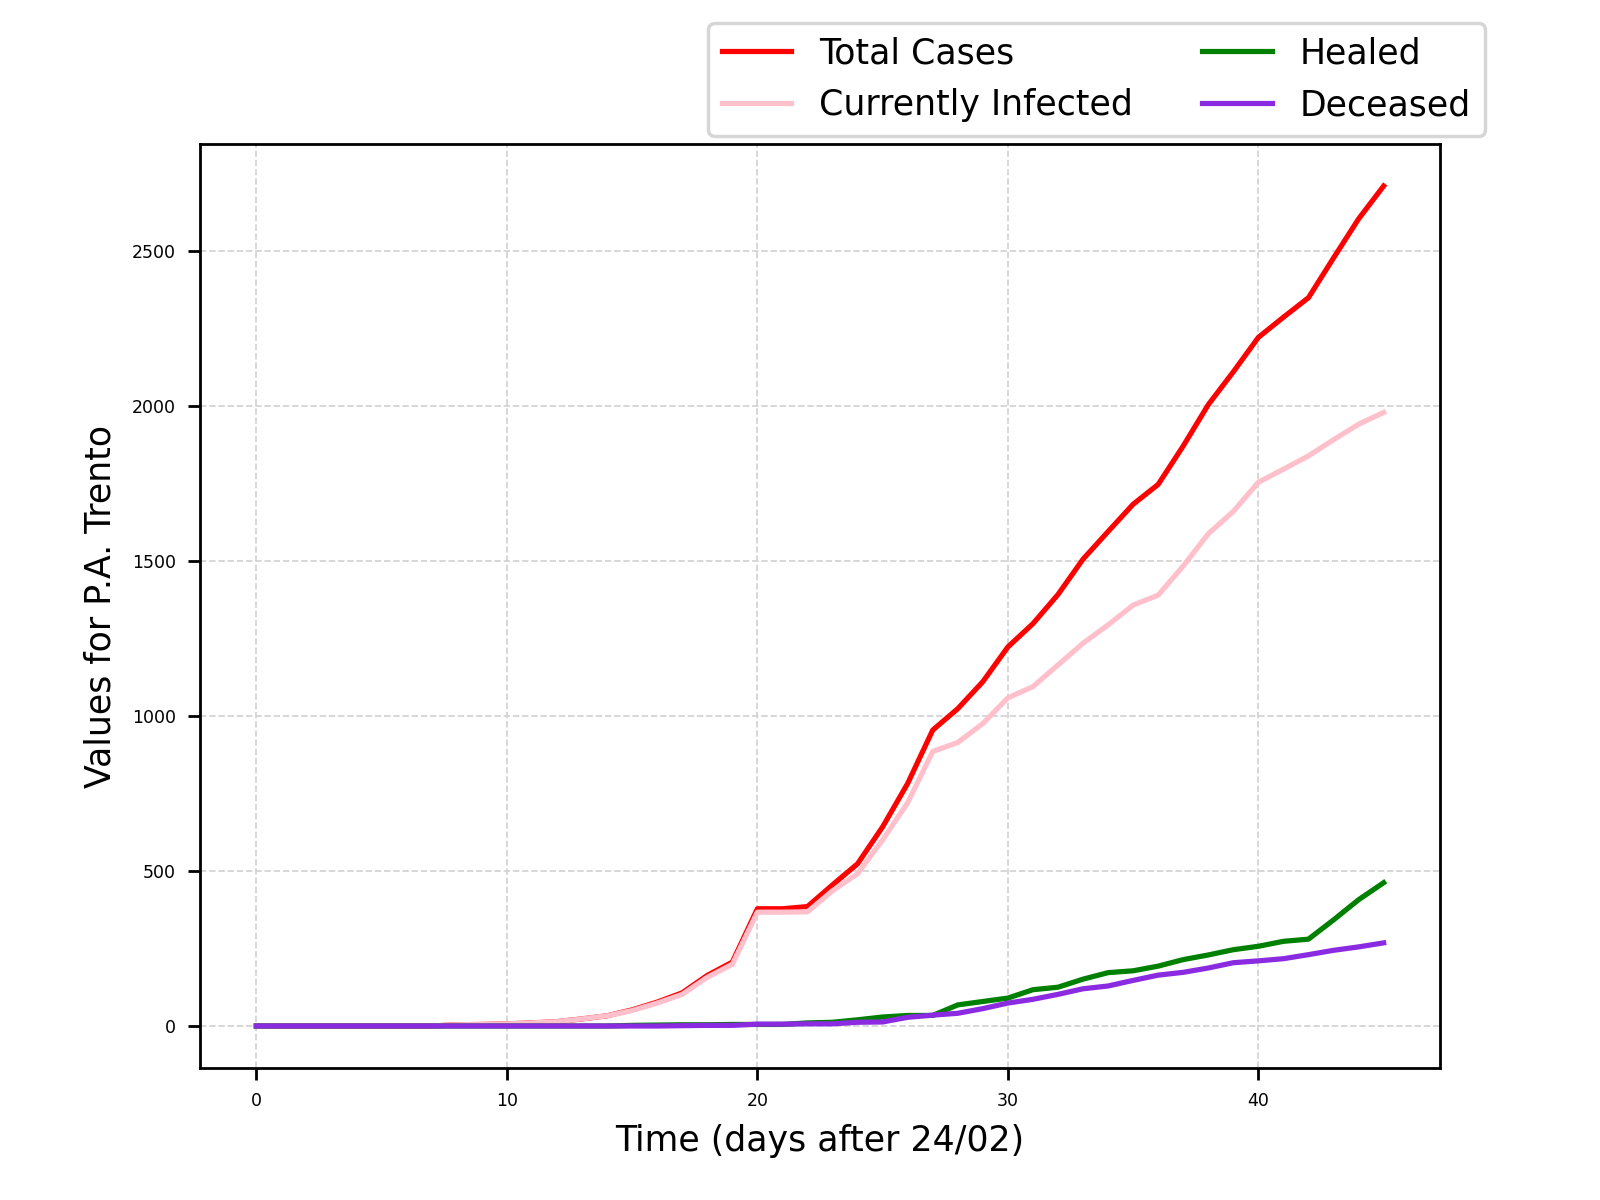 Total Cases
Currently Infected
Healed
Deceased
2500
2000
1500
1000
500
0
Values for P.A. Trento
0 10 20 30 40
Time (days after 24/02)